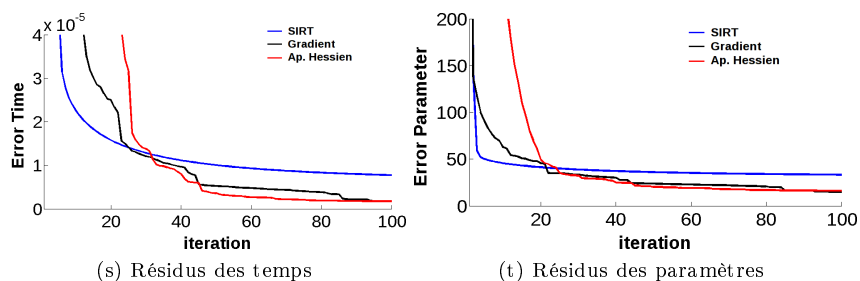 x 10^-5
4
3
2
1
0
Error Time
SIRT
Gradient
Ap. Hessien
20 40 60 80 100
iteration
(s) Résidus des temps
200
150
100
50
0
Error Parameter
SIRT
Gradient
Ap. Hessien
20 40 60 80 100
iteration
(t) Résidus des paramètres